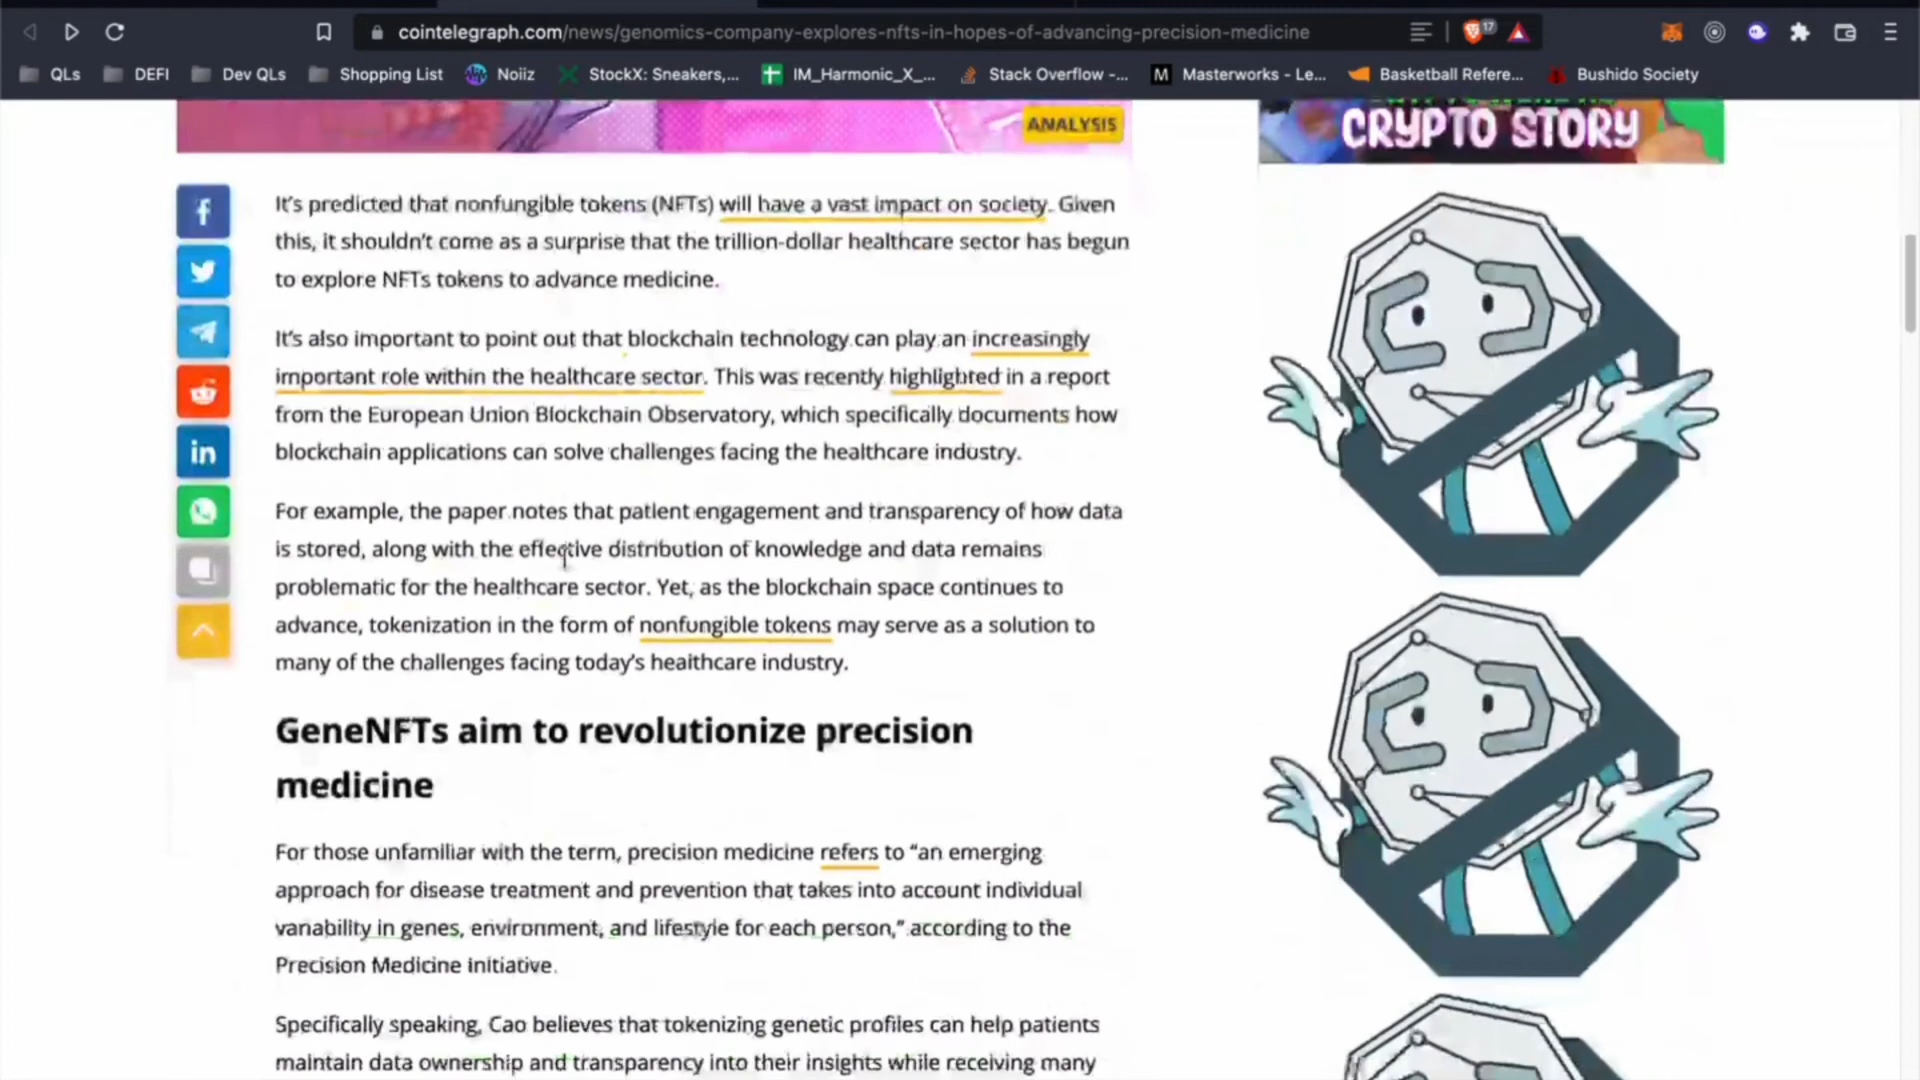 cointelegraph.com/news/genomics-company-explores-nfts-in-hopes-of-advancing-precision-medicine
17
QLs
DEFI
Dev QLs
Shopping List
Noiiz
StockX: Sneakers,...
IM_Harmonic_X_...
Stack Overflow -...
M
Masterworks - Le...
Basketball Refere...
Bushido Society
ANALYSIS
CRYPTO STORY
It's predicted that nonfungible tokens (NFTs) will have a vast impact on society. Given
this, it shouldn't come as a surprise that the trillion-dollar healthcare sector has begun
to explore NFTs tokens to advance medicine.
It's also important to point out that blockchain technology can play an increasingly
important role within the healthcare sector. This was recently highlighted in a report
from the European Union Blockchain Observatory, which specifically documents how
blockchain applications can solve challenges facing the healthcare industry.
For example, the paper notes that patient engagement and transparency of how data
is stored, along with the effective distribution of knowledge and data remains
problematic for the healthcare sector. Yet, as the blockchain space continues to
advance, tokenization in the form of nonfungible tokens may serve as a solution to
many of the challenges facing today's healthcare industry.
GeneNFTs aim to revolutionize precision
medicine
For those unfamiliar with the term, precision medicine refers to "an emerging
approach for disease treatment and prevention that takes into account individual
variability in genes, environment, and lifestyle for each person," according to the
Precision Medicine Initiative.
Specifically speaking, Cao believes that tokenizing genetic profiles can help patients
maintain data ownership and transparency into their insights while receiving many